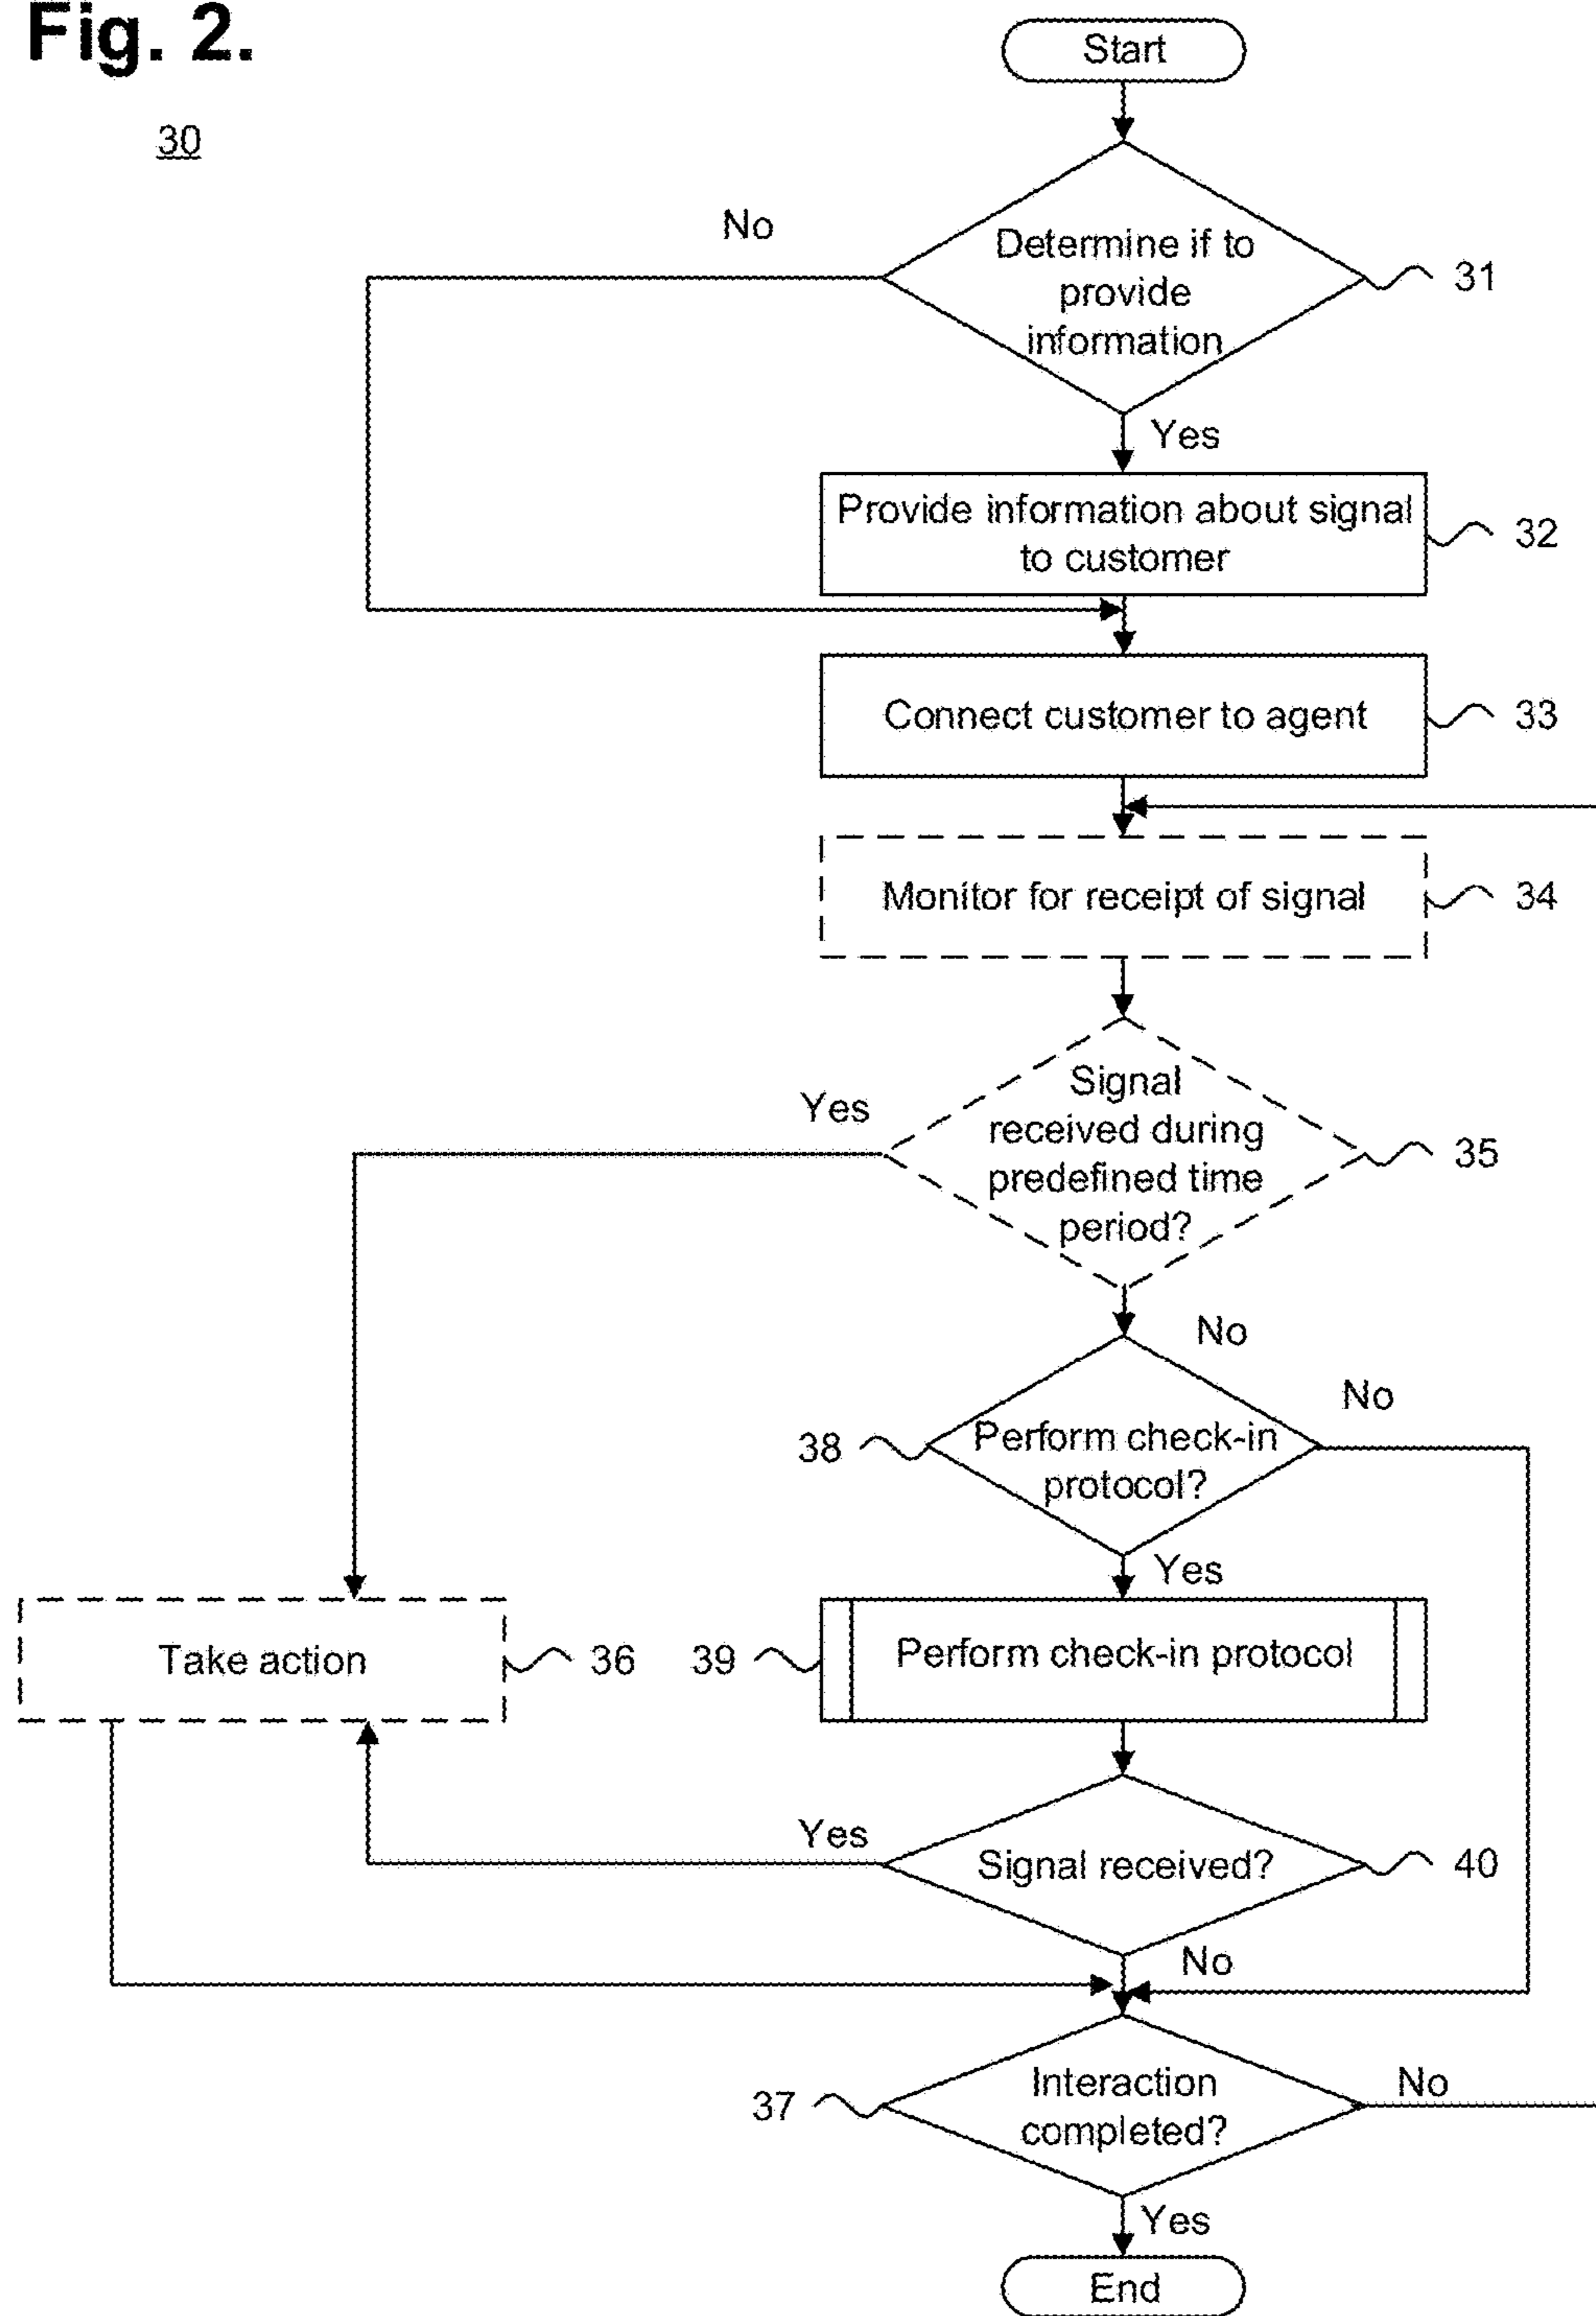 Fig. 2.
30
Start
No
Determine if to
provide
information
31
Yes
Provide information about signal
to customer
32
Connect customer to agent
33
Monitor for receipt of signal
34
Yes
Signal
received during
predefined time
period?
35
No
No
38
Perform check-in
protocol?
Yes
Take action
36
39
Perform check-in protocol
Yes
Signal received?
40
No
37
Interaction
completed?
No
Yes
End